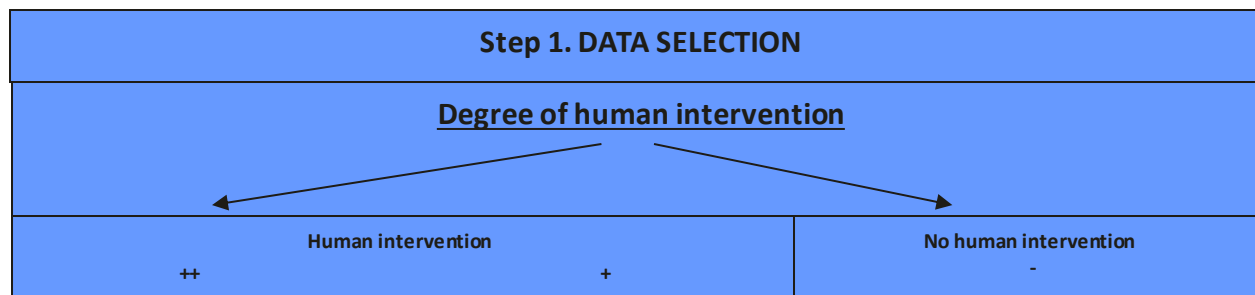 Step 1. DATA SELECTION
Degree of human intervention
Human intervention
++ +
No human intervention
-